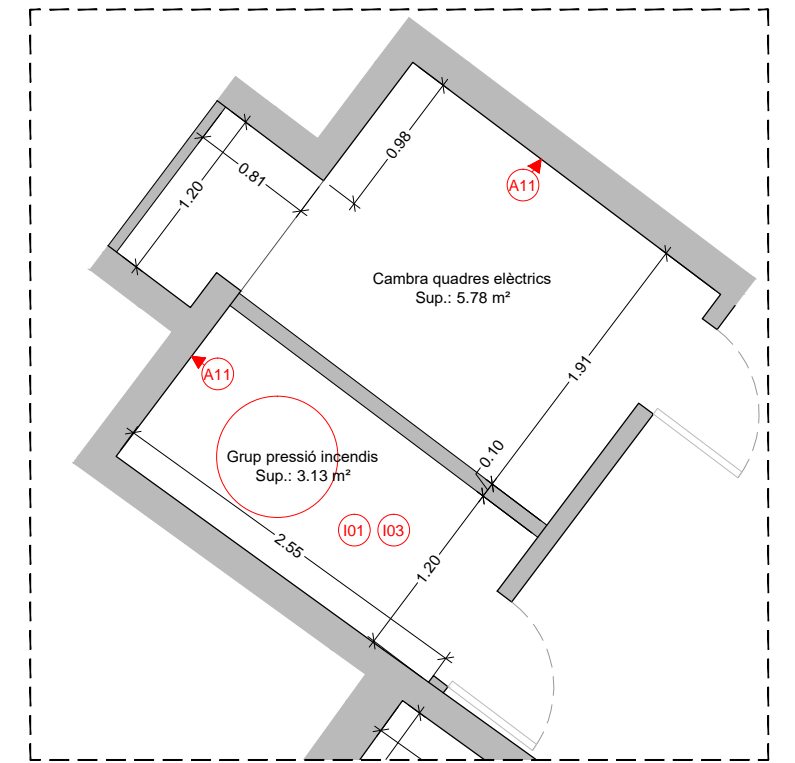 0.98
0.81
1.20
A11
Cambra quadres elèctrics
Sup.: 5.78 m²
1.91
A11
0.10
Grup pressió incendis
Sup.: 3.13 m²
I01
I03
2.55
1.20